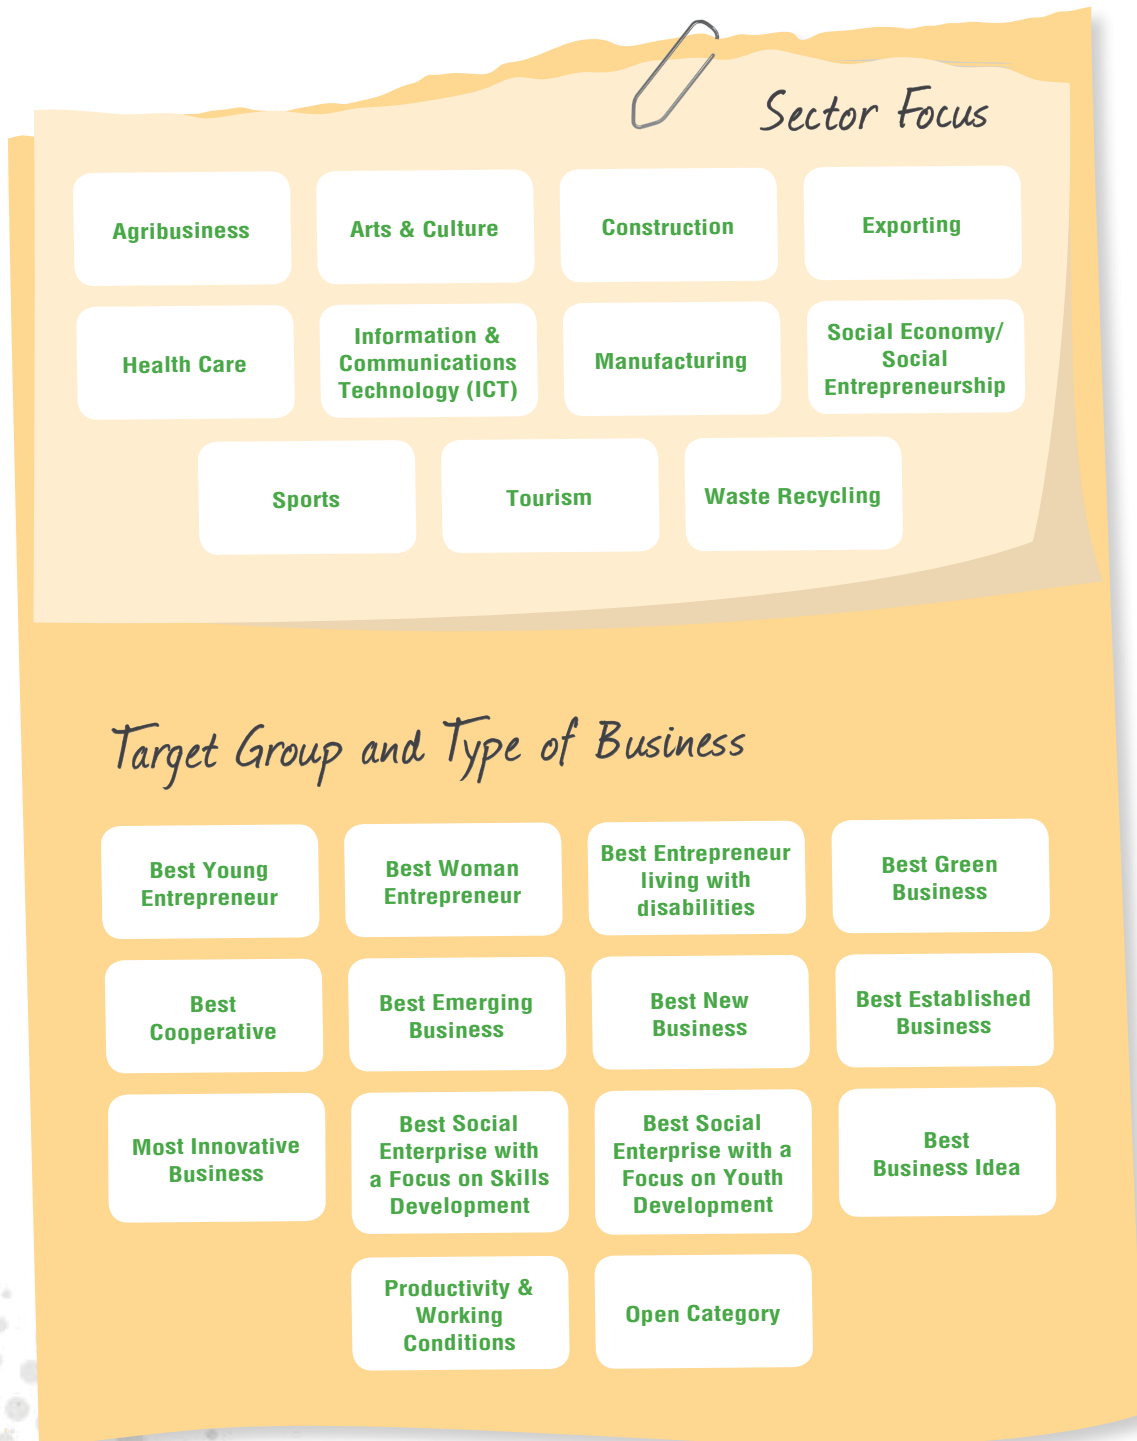 Sector Focus
Agribusiness
Arts & Culture
Construction
Exporting
Health Care
Information &
Communications
Technology (ICT)
Manufacturing
Social Economy/
Social
Entrepreneurship
Sports
Tourism
Waste Recycling
Target Group and Type of Business
Best Young
Entrepreneur
Best Woman
Entrepreneur
Best Entrepreneur
living with
disabilities
Best Green
Business
Best
Cooperative
Best Emerging
Business
Best New
Business
Best Established
Business
Most Innovative
Business
Best Social
Enterprise with
a Focus on Skills
Development
Best Social
Enterprise with a
Focus on Youth
Development
Best
Business Idea
Productivity &
Working
Conditions
Open Category